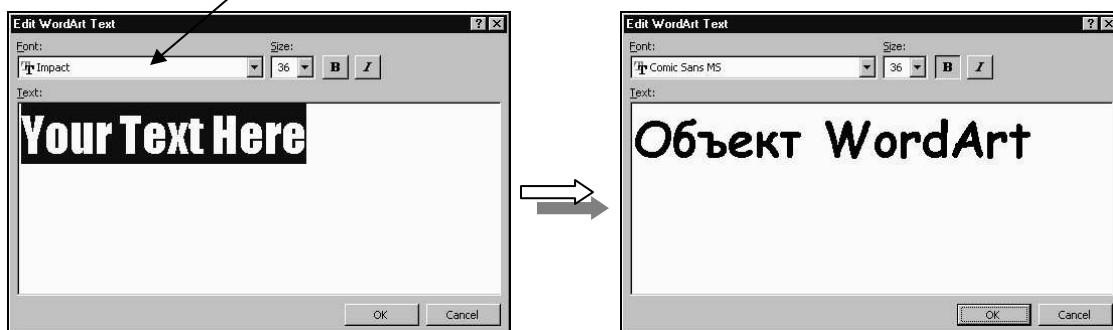 Edit WordArt Text
Font:
Size:
Impact
36
B
I
Text:
Your Text Here
OK
Cancel
Edit WordArt Text
Font:
Size:
Comic Sans MS
36
B
I
Text:
Объект WordArt
OK
Cancel